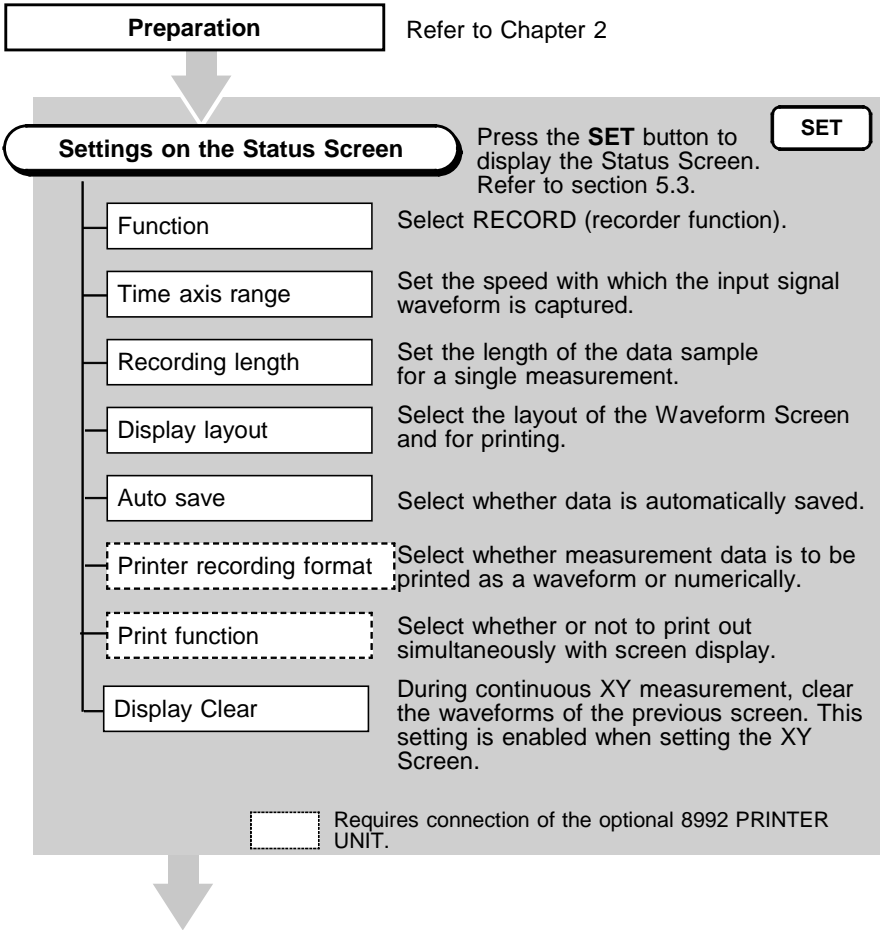 Preparation
Refer to Chapter 2
Settings on the Status Screen
Press the SET button to
display the Status Screen.
Refer to section 5.3.
SET
Function
Select RECORD (recorder function).
Time axis range
Set the speed with which the input signal
waveform is captured.
Recording length
Set the length of the data sample
for a single measurement.
Display layout
Select the layout of the Waveform Screen
and for printing.
Auto save
Select whether data is automatically saved.
Printer recording format
Select whether measurement data is to be
printed as a waveform or numerically.
Print function
Select whether or not to print out
simultaneously with screen display.
Display Clear
During continuous XY measurement, clear
the waveforms of the previous screen. This
setting is enabled when setting the XY
Screen.
Requires connection of the optional 8992 PRINTER
UNIT.